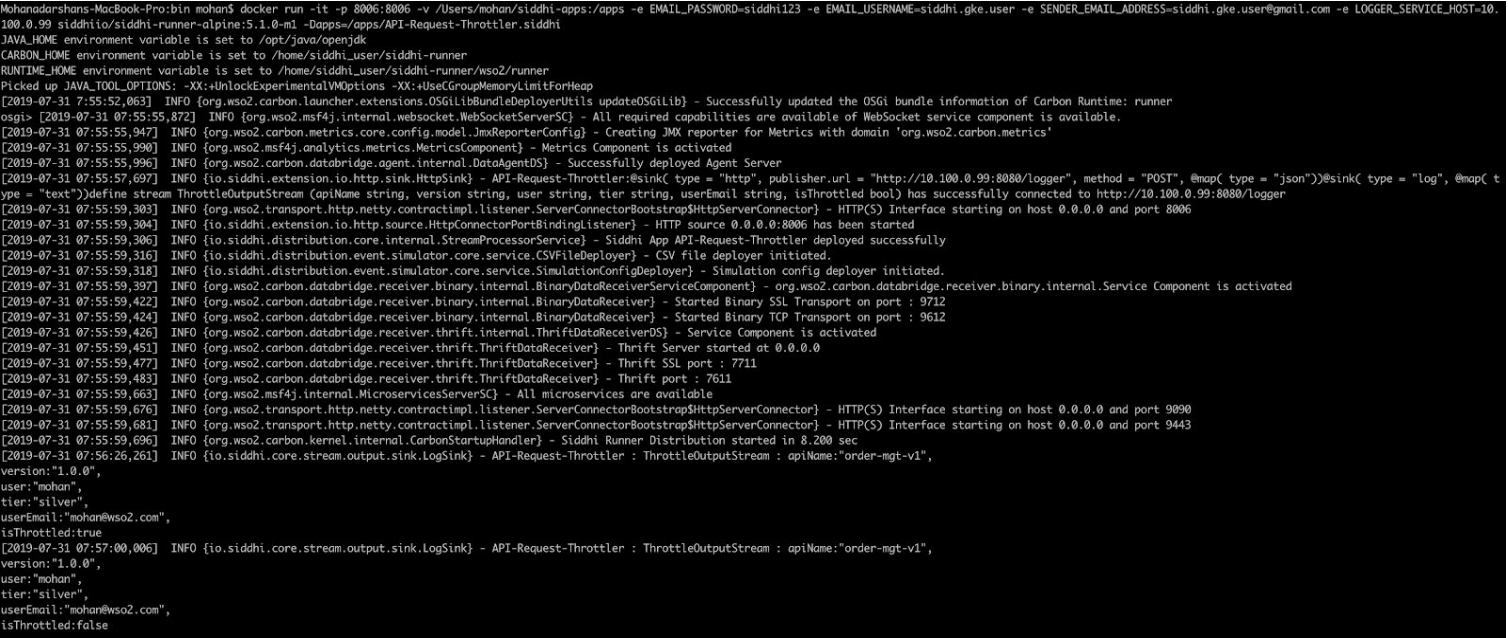 Mohanadarshans-MacBook-Pro:bin mohan$ docker run -it -p 8006:8006 -v /Users/mohan/siddhi-apps:/apps -e EMAIL_PASSWORD=siddhi123 -e EMAIL_USERNAME=siddhi.gke.user -e SENDER_EMAIL_ADDRESS=siddhi.gke.user@gmail.com -e LOGGER_SERVICE_HOST=10.
100.0.99 siddhiio/siddhi-runner-alpine:5.1.0-m1 -Dapps=/apps/API-Request-Throttler.siddhi
JAVA_HOME environment variable is set to /opt/java/openjdk
CARBON_HOME environment variable is set to /home/siddhi_user/siddhi-runner
RUNTIME_HOME environment variable is set to /home/siddhi_user/siddhi-runner/wso2/runner
Picked up JAVA_TOOL_OPTIONS: -XX:+UnlockExperimentalVMOptions -XX:+UseCGroupMemoryLimitForHeap
[2019-07-31 7:55:52,063]  INFO {org.wso2.carbon.launcher.extensions.OSGiLibBundleDeployerUtils updateOSGiLib} - Successfully updated the OSGi bundle information of Carbon Runtime: runner
osgi> [2019-07-31 07:55:55,872]  INFO {org.wso2.msf4j.internal.websocket.WebSocketServerSC} - All required capabilities are available of WebSocket service component is available.
[2019-07-31 07:55:55,947]  INFO {org.wso2.carbon.metrics.core.config.model.JmxReporterConfig} - Creating JMX reporter for Metrics with domain 'org.wso2.carbon.metrics'
[2019-07-31 07:55:55,990]  INFO {org.wso2.msf4j.analytics.metrics.MetricsComponent} - Metrics Component is activated
[2019-07-31 07:55:55,996]  INFO {org.wso2.carbon.databridge.agent.internal.DataAgentDS} - Successfully deployed Agent Server
[2019-07-31 07:55:57,697]  INFO {io.siddhi.extension.io.http.sink.HttpSink} - API-Request-Throttler:@sink( type = "http", publisher.url = "http://10.100.0.99:8080/logger", method = "POST", @map( type = "json"))@sink( type = "log", @map( t
ype = "text"))define stream ThrottleOutputStream (apiName string, version string, user string, tier string, userEmail string, isThrottled bool) has successfully connected to http://10.100.0.99:8080/logger
[2019-07-31 07:55:59,303]  INFO {org.wso2.transport.http.netty.contractimpl.listener.ServerConnectorBootstrap$HttpServerConnector} - HTTP(S) Interface starting on host 0.0.0.0 and port 8006
[2019-07-31 07:55:59,304]  INFO {io.siddhi.extension.io.http.source.HttpConnectorPortBindingListener} - HTTP source 0.0.0.0:8006 has been started
[2019-07-31 07:55:59,306]  INFO {io.siddhi.distribution.core.internal.StreamProcessorService} - Siddhi App API-Request-Throttler deployed successfully
[2019-07-31 07:55:59,316]  INFO {io.siddhi.distribution.event.simulator.core.service.CSVFileDeployer} - CSV file deployer initiated.
[2019-07-31 07:55:59,318]  INFO {io.siddhi.distribution.event.simulator.core.service.SimulationConfigDeployer} - Simulation config deployer initiated.
[2019-07-31 07:55:59,397]  INFO {org.wso2.carbon.databridge.receiver.binary.internal.BinaryDataReceiverServiceComponent} - org.wso2.carbon.databridge.receiver.binary.internal.Service Component is activated
[2019-07-31 07:55:59,422]  INFO {org.wso2.carbon.databridge.receiver.binary.internal.BinaryDataReceiver} - Started Binary SSL Transport on port : 9712
[2019-07-31 07:55:59,424]  INFO {org.wso2.carbon.databridge.receiver.binary.internal.BinaryDataReceiver} - Started Binary TCP Transport on port : 9612
[2019-07-31 07:55:59,426]  INFO {org.wso2.carbon.databridge.receiver.thrift.internal.ThriftDataReceiverDS} - Service Component is activated
[2019-07-31 07:55:59,451]  INFO {org.wso2.carbon.databridge.receiver.thrift.ThriftDataReceiver} - Thrift Server started at 0.0.0.0
[2019-07-31 07:55:59,477]  INFO {org.wso2.carbon.databridge.receiver.thrift.ThriftDataReceiver} - Thrift SSL port : 7711
[2019-07-31 07:55:59,483]  INFO {org.wso2.carbon.databridge.receiver.thrift.ThriftDataReceiver} - Thrift port : 7611
[2019-07-31 07:55:59,663]  INFO {org.wso2.msf4j.internal.MicroservicesServerSC} - All microservices are available
[2019-07-31 07:55:59,676]  INFO {org.wso2.transport.http.netty.contractimpl.listener.ServerConnectorBootstrap$HttpServerConnector} - HTTP(S) Interface starting on host 0.0.0.0 and port 9090
[2019-07-31 07:55:59,681]  INFO {org.wso2.transport.http.netty.contractimpl.listener.ServerConnectorBootstrap$HttpServerConnector} - HTTP(S) Interface starting on host 0.0.0.0 and port 9443
[2019-07-31 07:55:59,696]  INFO {org.wso2.carbon.kernel.internal.CarbonStartupHandler} - Siddhi Runner Distribution started in 8.200 sec
[2019-07-31 07:56:26,261]  INFO {io.siddhi.core.stream.output.sink.LogSink} - API-Request-Throttler : ThrottleOutputStream : apiName:"order-mgt-v1",
version:"1.0.0",
user:"mohan",
tier:"silver",
userEmail:"mohan@wso2.com",
isThrottled:true
[2019-07-31 07:57:00,006]  INFO {io.siddhi.core.stream.output.sink.LogSink} - API-Request-Throttler : ThrottleOutputStream : apiName:"order-mgt-v1",
version:"1.0.0",
user:"mohan",
tier:"silver",
userEmail:"mohan@wso2.com",
isThrottled:false